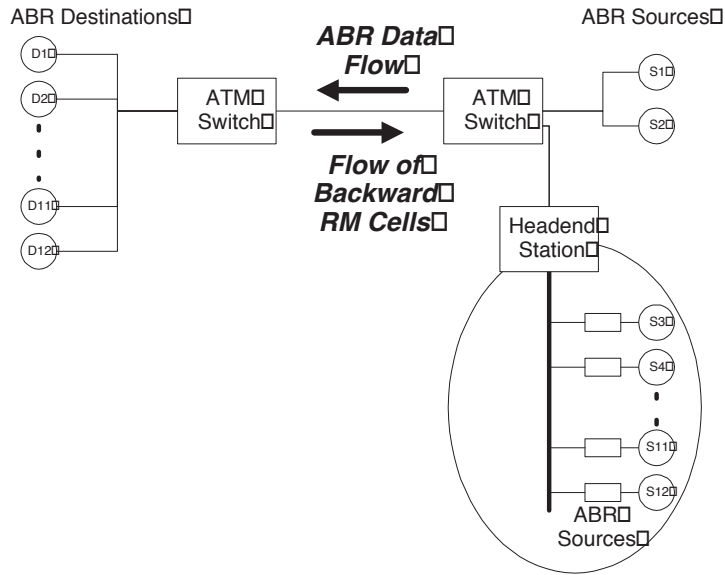 ABR Destinations
ABR Sources
ABR Data
Flow
D1
D2
D11
D12
ATM
Switch
ATM
Switch
S1
S2
Flow of
Backward
RM Cells
Headend
Station
S3
S4
S11
S12
ABR
Sources